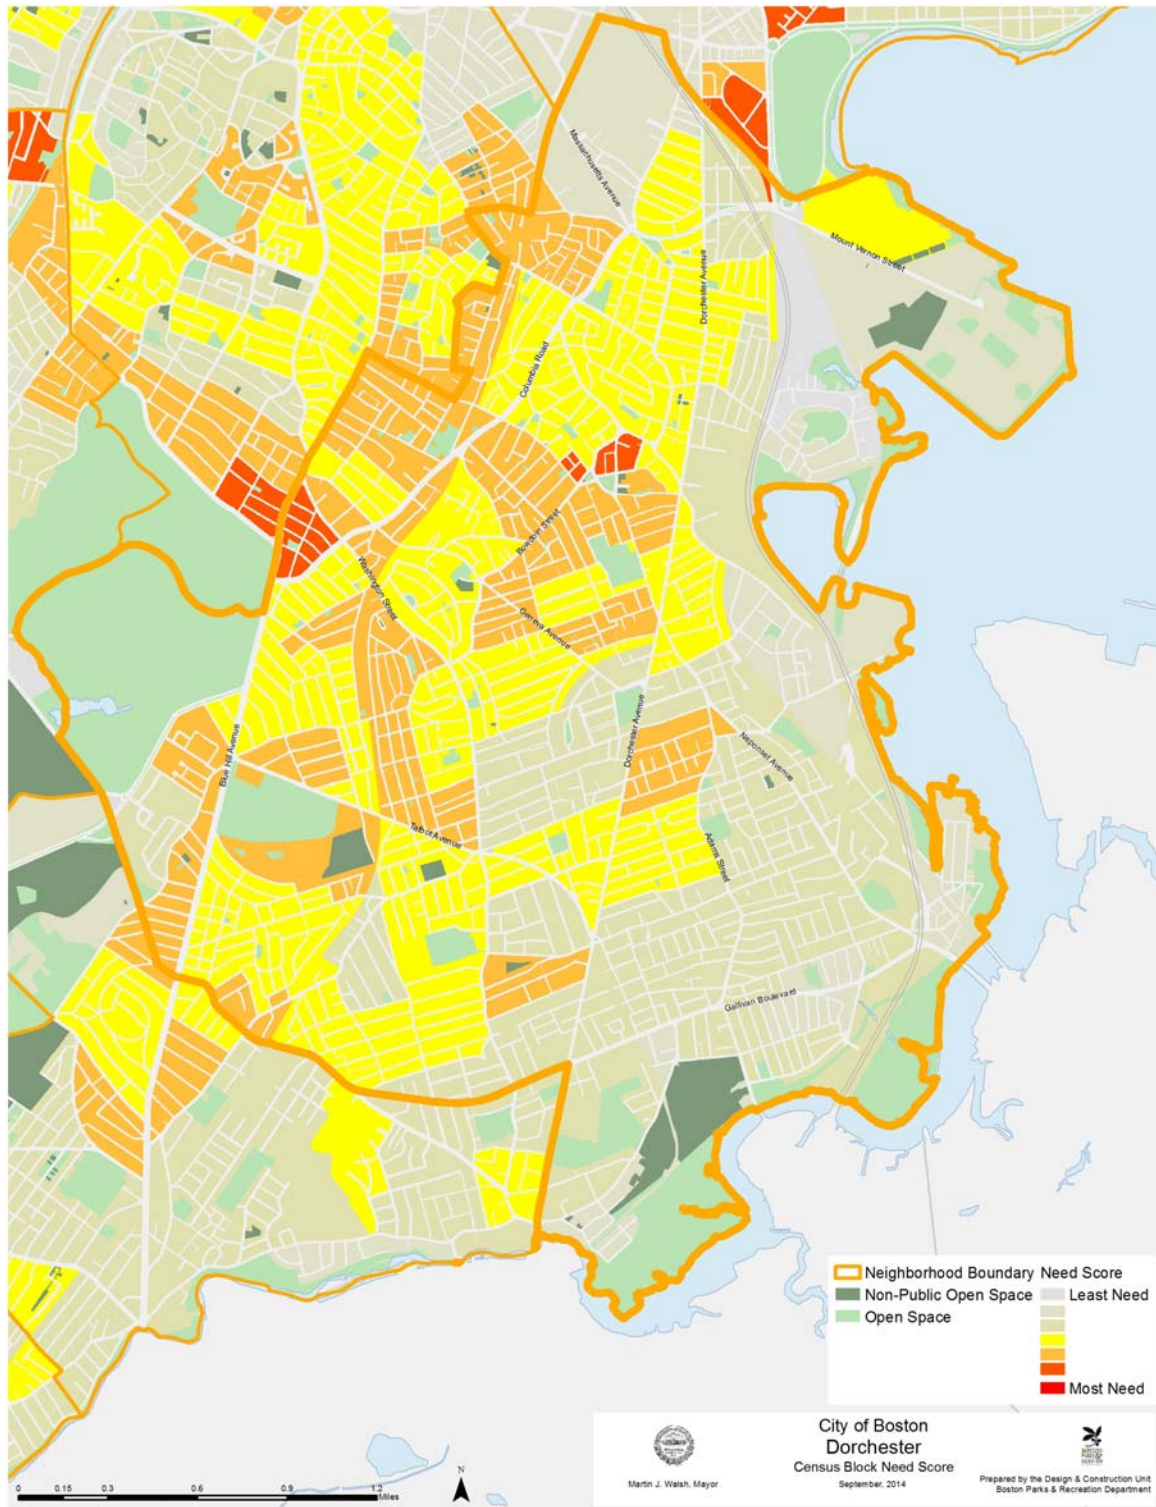 Massachusetts Avenue
Mount Vernon Street
Dorchester Avenue
Columbia Road
Bowdoin Street
Washington Street
Geneva Avenue
Dorchester Avenue
Blue Hill Avenue
Neponset Avenue
Talbot Avenue
Adams Street
Gallivan Boulevard
Neighborhood Boundary
Non-Public Open Space
Open Space
Need Score
Least Need
Most Need
City of Boston
Dorchester
Census Block Need Score
September, 2014
Martin J. Walsh, Mayor
Prepared by the Design & Construction Unit
Boston Parks & Recreation Department
N
0 0.15 0.3 0.6 0.9 1.2
Miles